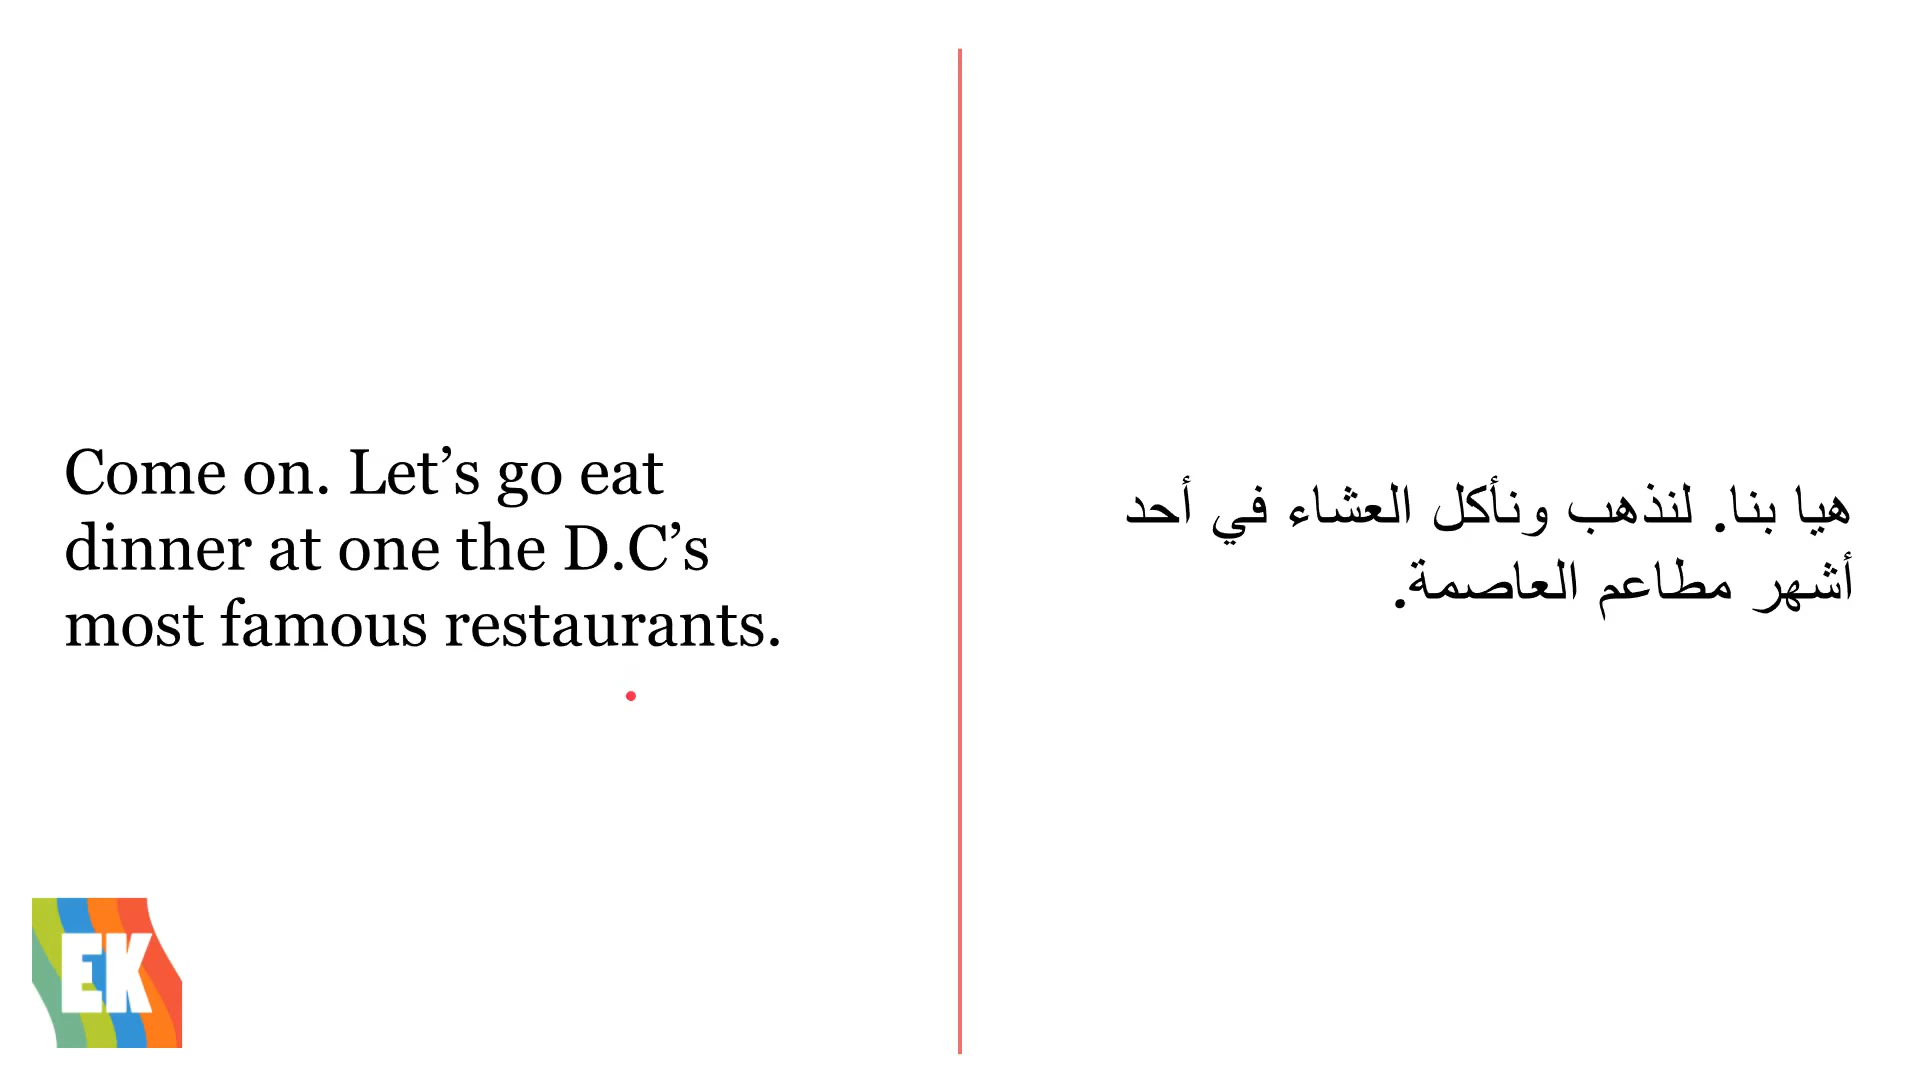 Come on. Let’s go eat
dinner at one the D.C’s
most famous restaurants.
هيا بنا. لنذهب ونأكل العشاء في أحد
أشهر مطاعم العاصمة.
EK